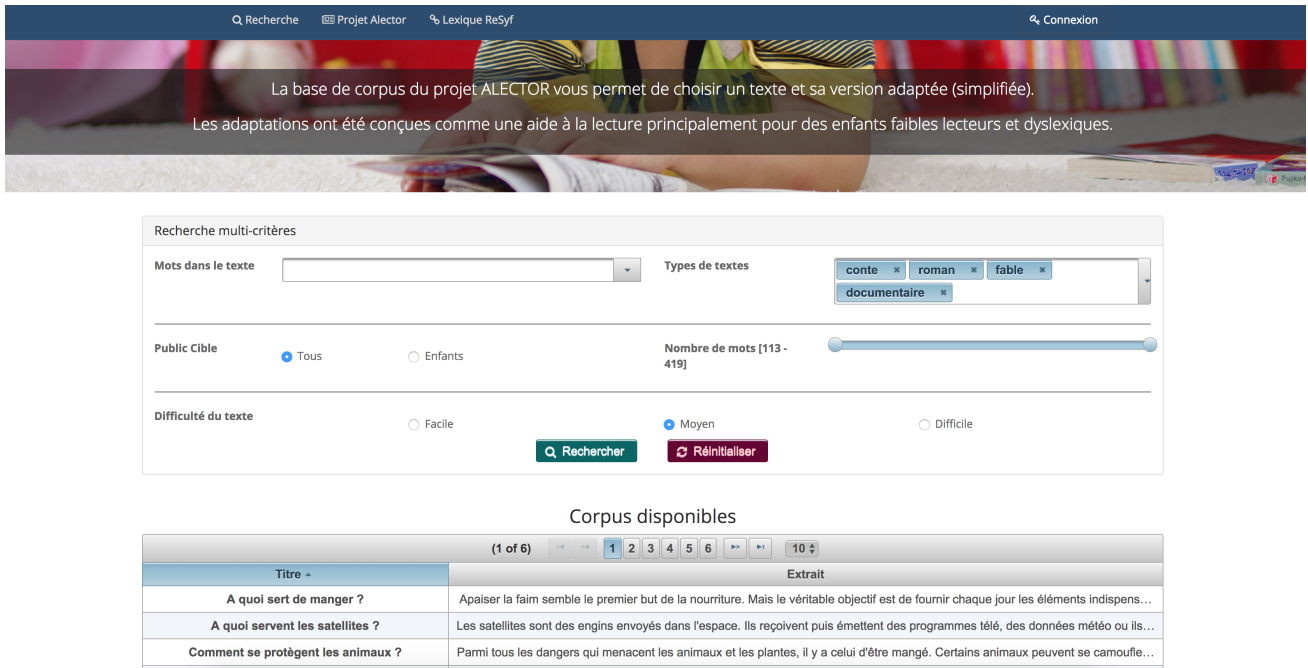 Recherche Projet Alector Lexique ReSyf Connexion
La base de corpus du projet ALECTOR vous permet de choisir un texte et sa version adaptée (simplifiée).
Les adaptations ont été conçues comme une aide à la lecture principalement pour des enfants faibles lecteurs et dyslexiques.
Recherche multi-critères
Mots dans le texte Types de textes conte × roman × fable ×
documentaire ×
Public Cible Tous Enfants Nombre de mots [113 -
419]
Difficulté du texte Facile Moyen Difficile
Rechercher Réinitialiser
Corpus disponibles
(1 of 6) 1 2 3 4 5 6 10
Titre Extrait
A quoi sert de manger ? Apaiser la faim semble le premier but de la nourriture. Mais le véritable objectif est de fournir chaque jour les éléments indispens…
A quoi servent les satellites ? Les satellites sont des engins envoyés dans l'espace. Ils reçoivent puis émettent des programmes télé, des données météo ou ils…
Comment se protègent les animaux ? Parmi tous les dangers qui menacent les animaux et les plantes, il y a celui d'être mangé. Certains animaux peuvent se camoufle…